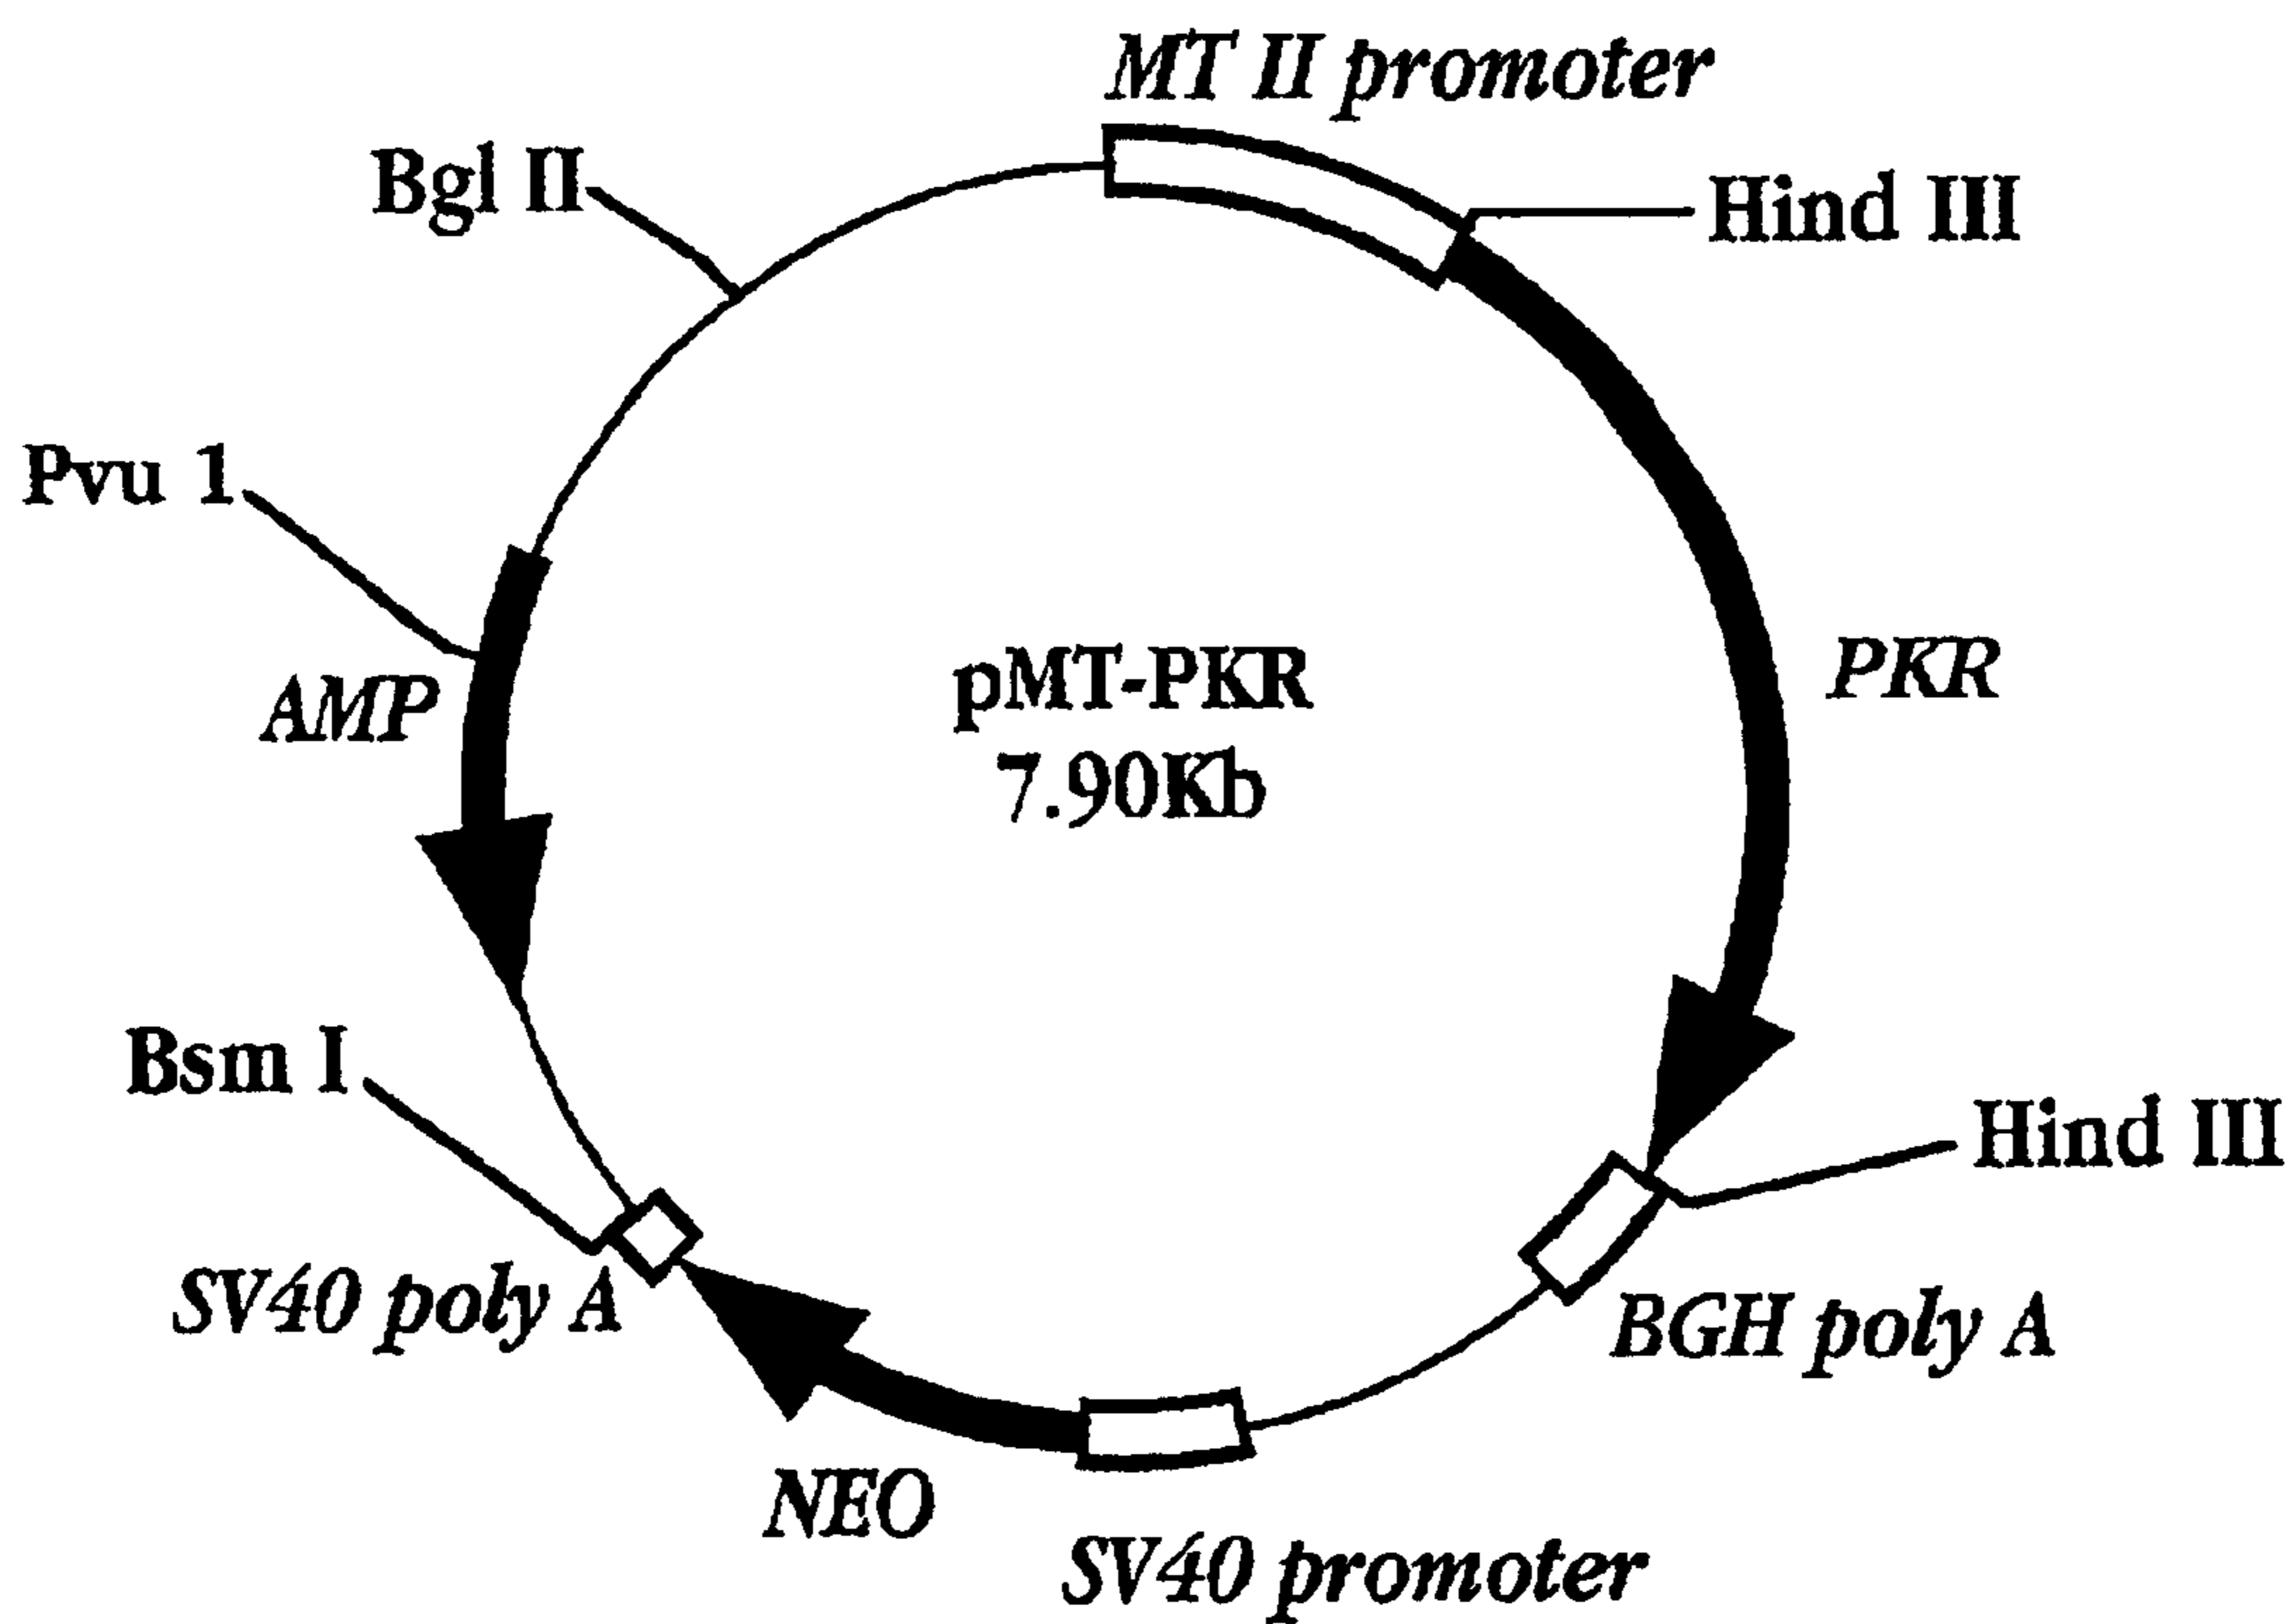 MT II promoter
Bgl II
Hind III
Pvu 1
AMP
pMT-PKR
7.90Kb
PKR
Bsm I
Hind III
SV40 poly A
BGH poly A
NEO
SV40 promoter